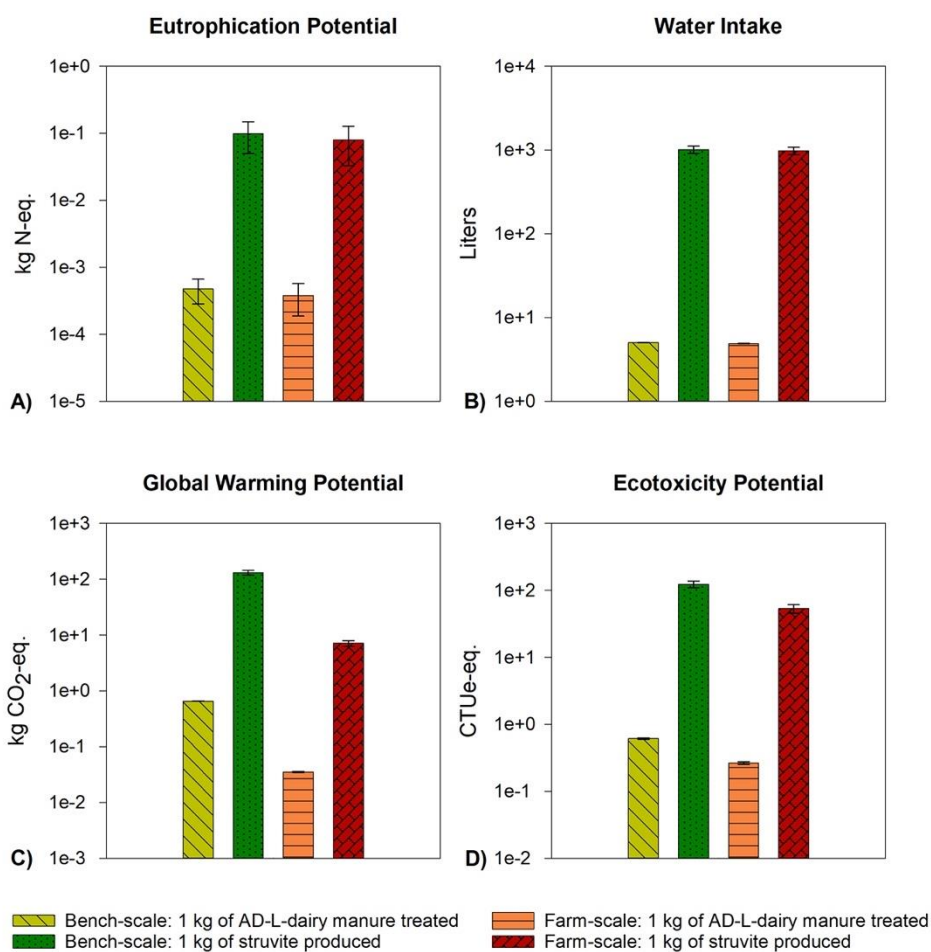 Eutrophication Potential
Water Intake
kg N-eq.
1e+0
1e-1
1e-2
1e-3
1e-4
1e-5
A)
Liters
1e+4
1e+3
1e+2
1e+1
1e+0
B)
Global Warming Potential
Ecotoxicity Potential
kg CO2-eq.
1e+3
1e+2
1e+1
1e+0
1e-1
1e-2
1e-3
C)
CTUe-eq.
1e+3
1e+2
1e+1
1e+0
1e-1
1e-2
D)
Bench-scale: 1 kg of AD-L-dairy manure treated
Bench-scale: 1 kg of struvite produced
Farm-scale: 1 kg of AD-L-dairy manure treated
Farm-scale: 1 kg of struvite produced